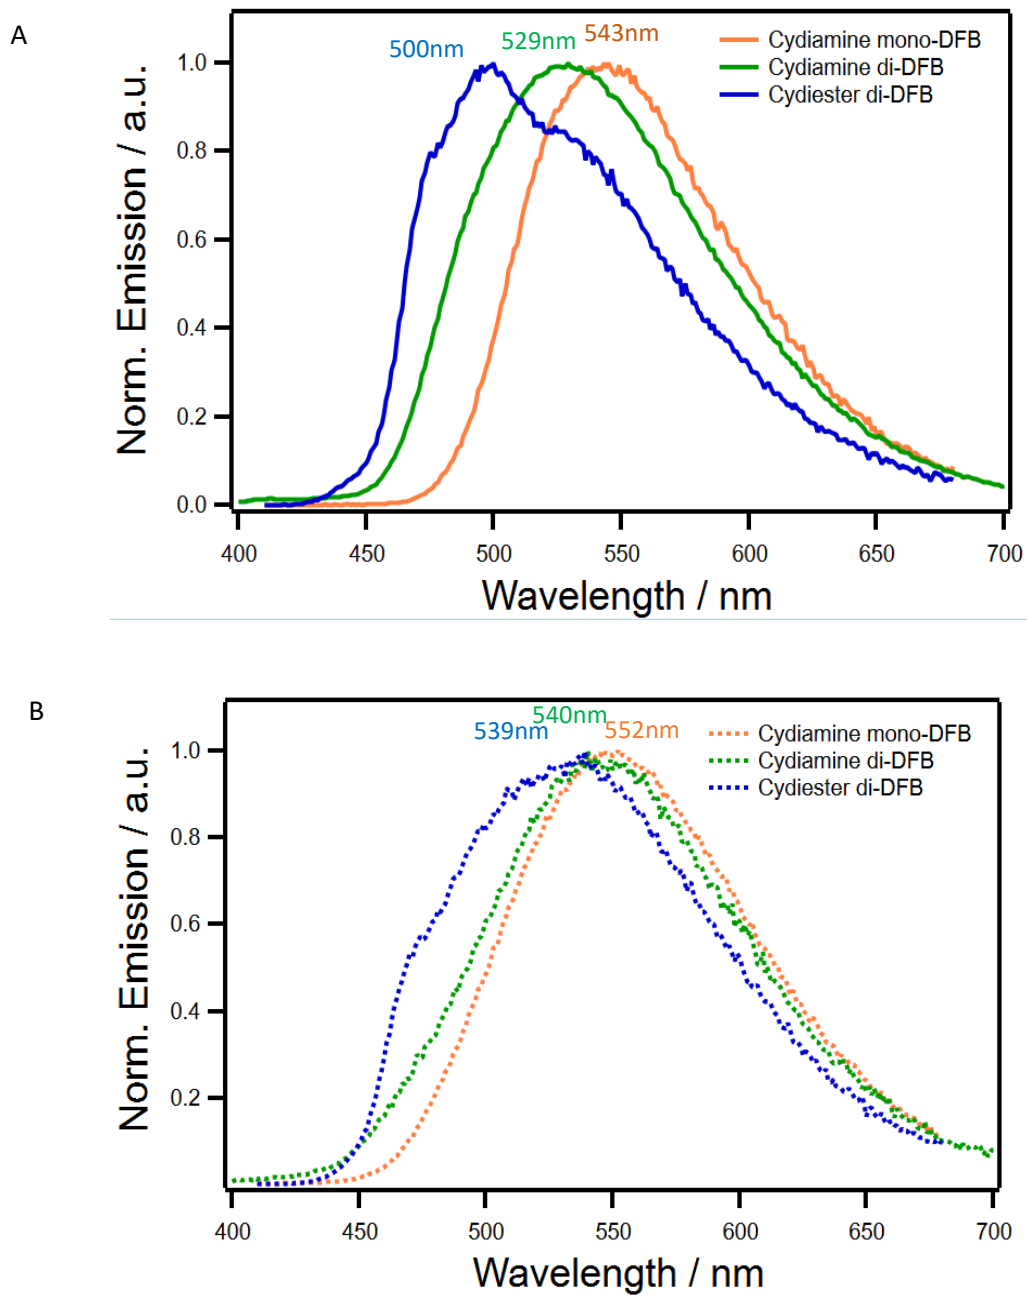 A
500nm
529nm
543nm
Cydiamine mono-DFB
Cydiamine di-DFB
Cydiester di-DFB
Norm. Emission / a.u.
1.0
0.8
0.6
0.4
0.2
0.0
400 450 500 550 600 650 700
Wavelength / nm
B
539nm
540nm
552nm
Cydiamine mono-DFB
Cydiamine di-DFB
Cydiester di-DFB
Norm. Emission / a.u.
1.0
0.8
0.6
0.4
0.2
400 450 500 550 600 650 700
Wavelength / nm